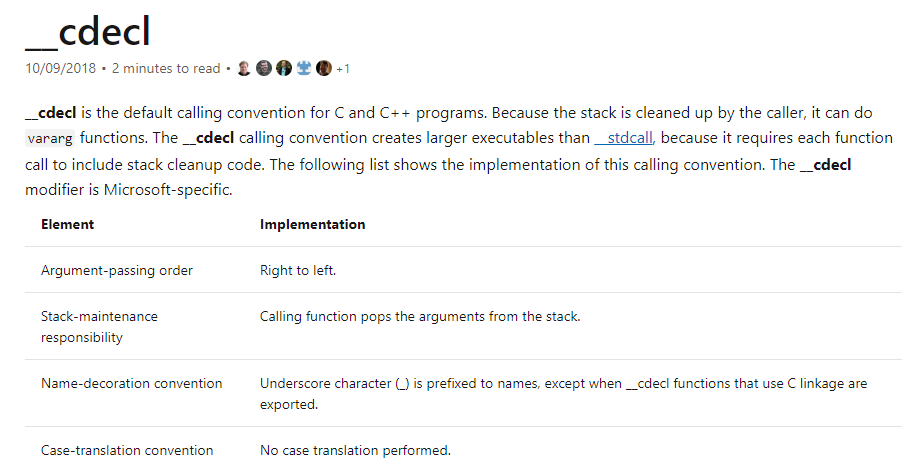 __cdecl
10/09/2018 • 2 minutes to read • +1
__cdecl is the default calling convention for C and C++ programs. Because the stack is cleaned up by the caller, it can do
vararg functions. The __cdecl calling convention creates larger executables than __stdcall, because it requires each function
call to include stack cleanup code. The following list shows the implementation of this calling convention. The __cdecl
modifier is Microsoft-specific.
Element Implementation
Argument-passing order Right to left.
Stack-maintenance responsibility Calling function pops the arguments from the stack.
Name-decoration convention Underscore character (_) is prefixed to names, except when __cdecl functions that use C linkage are
exported.
Case-translation convention No case translation performed.